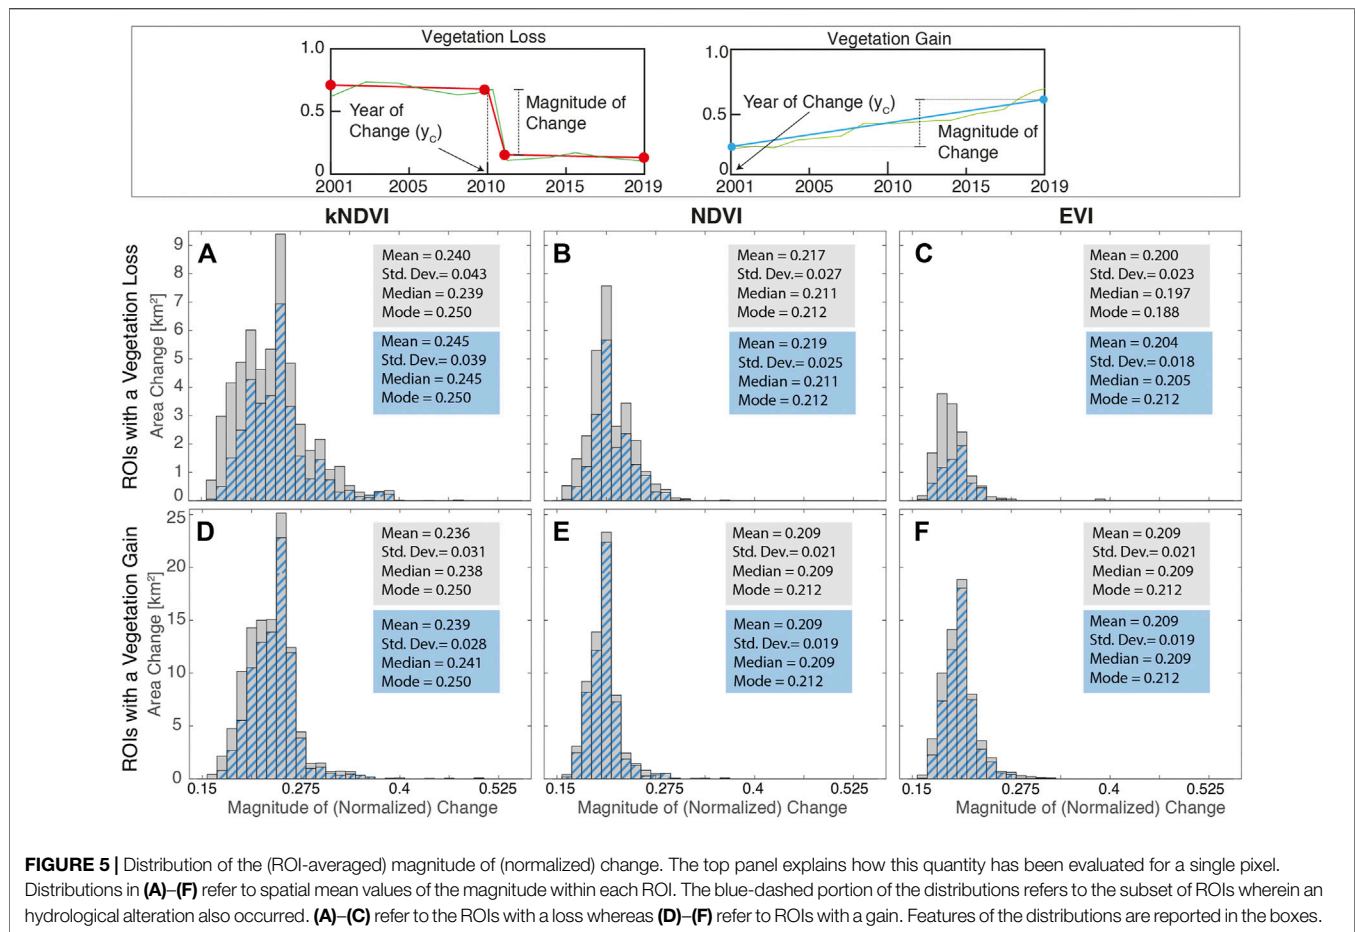 Vegetation Loss
1.0
0.5
0
Year of
Change (yc)
Magnitude of
Change
2001 2005 2010 2015 2019
Vegetation Gain
1.0
0.5
0
Year of Change (yc)
Magnitude of
Change
2001 2005 2010 2015 2019
kNDVI NDVI EVI
ROIs with a Vegetation Loss
Area Change [km²]
9
8
7
6
5
4
3
2
1
0
A
Mean = 0.240
Std. Dev.= 0.043
Median = 0.239
Mode = 0.250
Mean = 0.245
Std. Dev.= 0.039
Median = 0.245
Mode = 0.250
B
Mean = 0.217
Std. Dev.= 0.027
Median = 0.211
Mode = 0.212
Mean = 0.219
Std. Dev.= 0.025
Median = 0.211
Mode = 0.212
C
Mean = 0.200
Std. Dev.= 0.023
Median = 0.197
Mode = 0.188
Mean = 0.204
Std. Dev.= 0.018
Median = 0.205
Mode = 0.212
ROIs with a Vegetation Gain
Area Change [km²]
25
20
15
10
5
0
D
Mean = 0.236
Std. Dev.= 0.031
Median = 0.238
Mode = 0.250
Mean = 0.239
Std. Dev.= 0.028
Median = 0.241
Mode = 0.250
E
Mean = 0.209
Std. Dev.= 0.021
Median = 0.209
Mode = 0.212
Mean = 0.209
Std. Dev.= 0.019
Median = 0.209
Mode = 0.212
F
Mean = 0.209
Std. Dev.= 0.021
Median = 0.209
Mode = 0.212
Mean = 0.209
Std. Dev.= 0.019
Median = 0.209
Mode = 0.212
0.15 0.275 0.4 0.525
Magnitude of (Normalized) Change
0.15 0.275 0.4 0.525
Magnitude of (Normalized) Change
0.15 0.275 0.4 0.525
Magnitude of (Normalized) Change
FIGURE 5 | Distribution of the (ROI-averaged) magnitude of (normalized) change. The top panel explains how this quantity has been evaluated for a single pixel.
Distributions in (A)–(F) refer to spatial mean values of the magnitude within each ROI. The blue-dashed portion of the distributions refers to the subset of ROIs wherein an
hydrological alteration also occurred. (A)–(C) refer to the ROIs with a loss whereas (D)–(F) refer to ROIs with a gain. Features of the distributions are reported in the boxes.